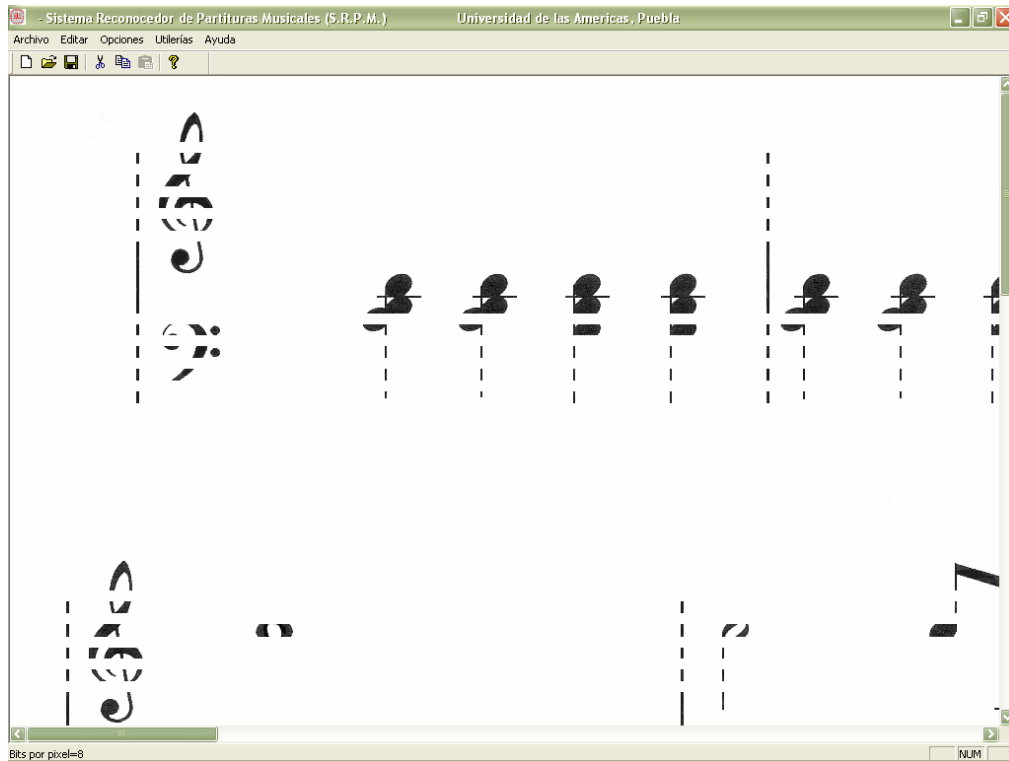 - Sistema Reconocedor de Partituras Musicales (S.R.P.M.) Universidad de las Americas, Puebla
Archivo Editar Opciones Utilerías Ayuda
Bits por pixel=8 NUM